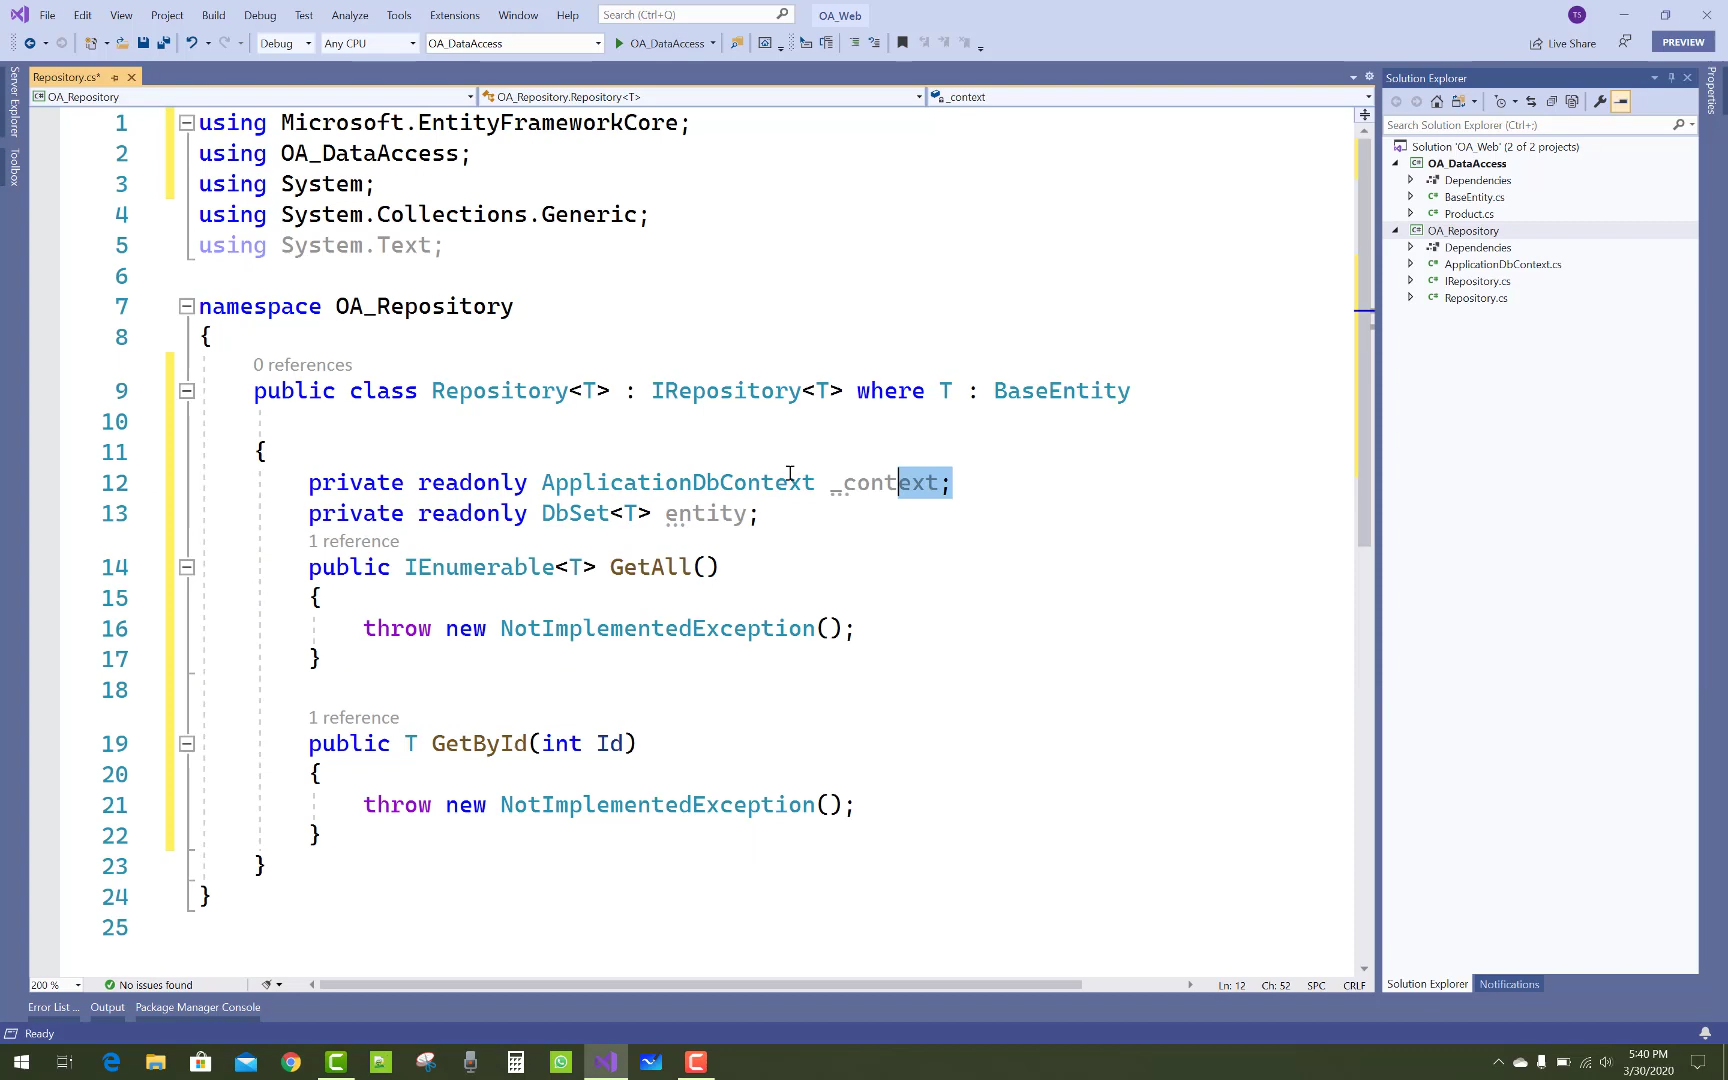 File Edit View Project Build Debug Test Analyze Tools Extensions Window Help Search (Ctrl+Q) OA_Web TS
Debug Any CPU OA_DataAccess OA_DataAccess Live Share PREVIEW
Server Explorer
Toolbox
Repository.cs*
OA_Repository OA_Repository.Repository<T> _context
1 using Microsoft.EntityFrameworkCore;
2 using OA_DataAccess;
3 using System;
4 using System.Collections.Generic;
5 using System.Text;
6
7 namespace OA_Repository
8 {
0 references
9 public class Repository<T> : IRepository<T> where T : BaseEntity
10
11 {
12 private readonly ApplicationDbContext _context;
13 private readonly DbSet<T> entity;
1 reference
14 public IEnumerable<T> GetAll()
15 {
16 throw new NotImplementedException();
17 }
18
1 reference
19 public T GetById(int Id)
20 {
21 throw new NotImplementedException();
22 }
23 }
24 }
25
200 % No issues found Ln: 12 Ch: 52 SPC CRLF
Error List ... Output Package Manager Console
Ready
Solution Explorer
Search Solution Explorer (Ctrl+;)
Solution 'OA_Web' (2 of 2 projects)
OA_DataAccess
Dependencies
BaseEntity.cs
Product.cs
OA_Repository
Dependencies
ApplicationDbContext.cs
IRepository.cs
Repository.cs
Solution Explorer Notifications
Properties
5:40 PM
3/30/2020